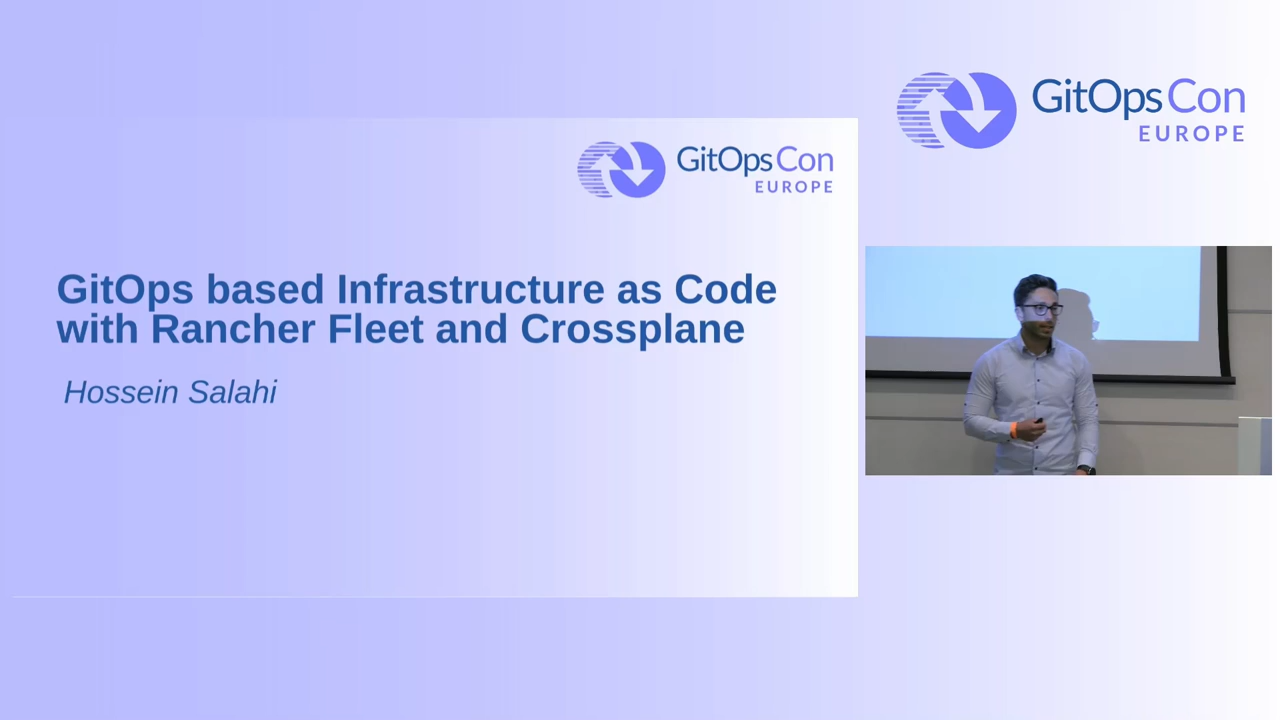 GitOps Con
EUROPE
GitOps Con
EUROPE
GitOps based Infrastructure as Code
with Rancher Fleet and Crossplane
Hossein Salahi